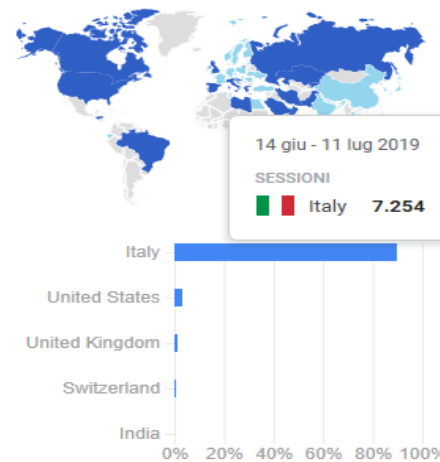 14 giu - 11 lug 2019
SESSIONI
Italy 7.254
Italy
United States
United Kingdom
Switzerland
India
0% 20% 40% 60% 80% 100%